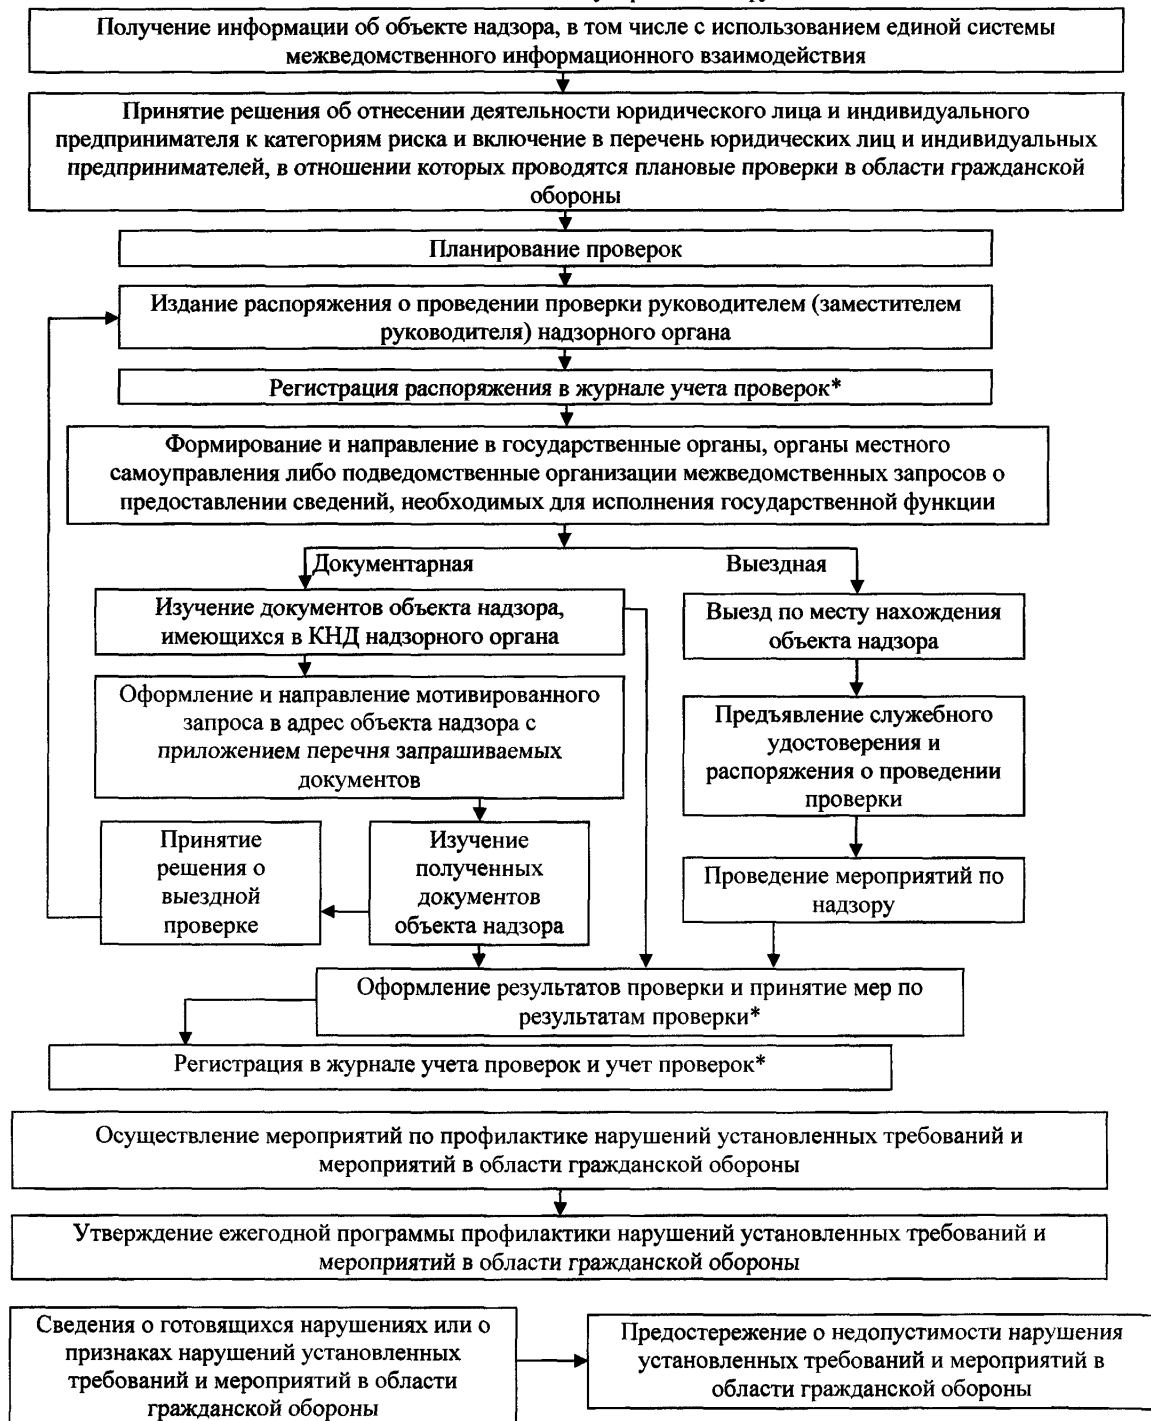 Получение информации об объекте надзора, в том числе с использованием единой системы
межведомственного информационного взаимодействия
Принятие решения об отнесении деятельности юридического лица и индивидуального
предпринимателя к категориям риска и включение в перечень юридических лиц и индивидуальных
предпринимателей, в отношении которых проводятся плановые проверки в области гражданской
обороны
Планирование проверок
Издание распоряжения о проведении проверки руководителем (заместителем
руководителя) надзорного органа
Регистрация распоряжения в журнале учета проверок*
Формирование и направление в государственные органы, органы местного
самоуправления либо подведомственные организации межведомственных запросов о
предоставлении сведений, необходимых для исполнения государственной функции
Документарная
Выездная
Изучение документов объекта надзора,
имеющихся в КНД надзорного органа
Выезд по месту нахождения
объекта надзора
Оформление и направление мотивированного
запроса в адрес объекта надзора с
приложением перечня запрашиваемых
документов
Предъявление служебного
удостоверения и
распоряжения о проведении
проверки
Принятие
решения о
выездной
проверке
Изучение
полученных
документов
объекта надзора
Проведение мероприятий по
надзору
Оформление результатов проверки и принятие мер по
результатам проверки*
Регистрация в журнале учета проверок и учет проверок*
Осуществление мероприятий по профилактике нарушений установленных требований и
мероприятий в области гражданской обороны
Утверждение ежегодной программы профилактики нарушений установленных требований и
мероприятий в области гражданской обороны
Сведения о готовящихся нарушениях или о
признаках нарушений установленных
требований и мероприятий в области
гражданской обороны
Предостережение о недопустимости нарушения
установленных требований и мероприятий в
области гражданской обороны